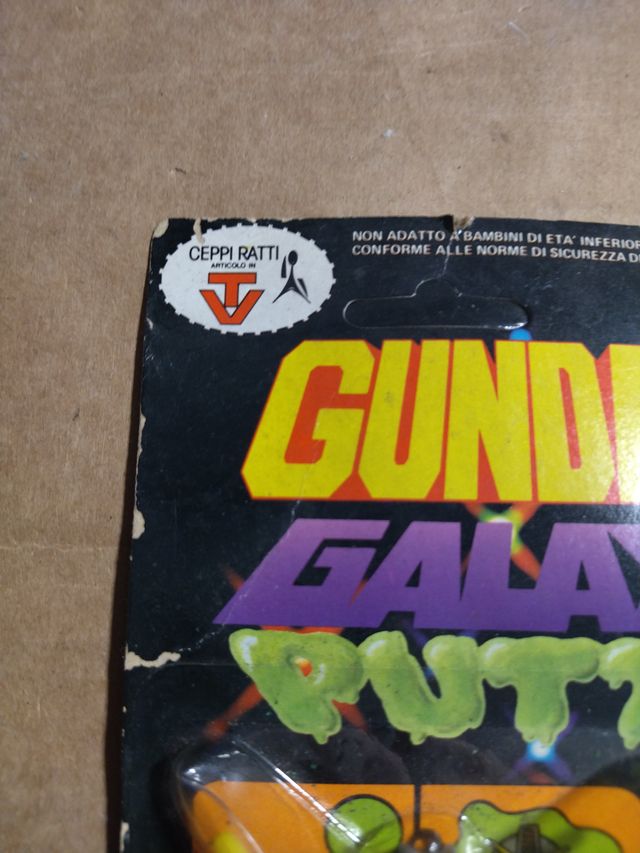 CEPPI RATTI
ARTICOLO IN
TV
NON ADATTO A BAMBINI DI ETA' INFERIOR
CONFORME ALLE NORME DI SICUREZZA
GUND
GALA
PUTT